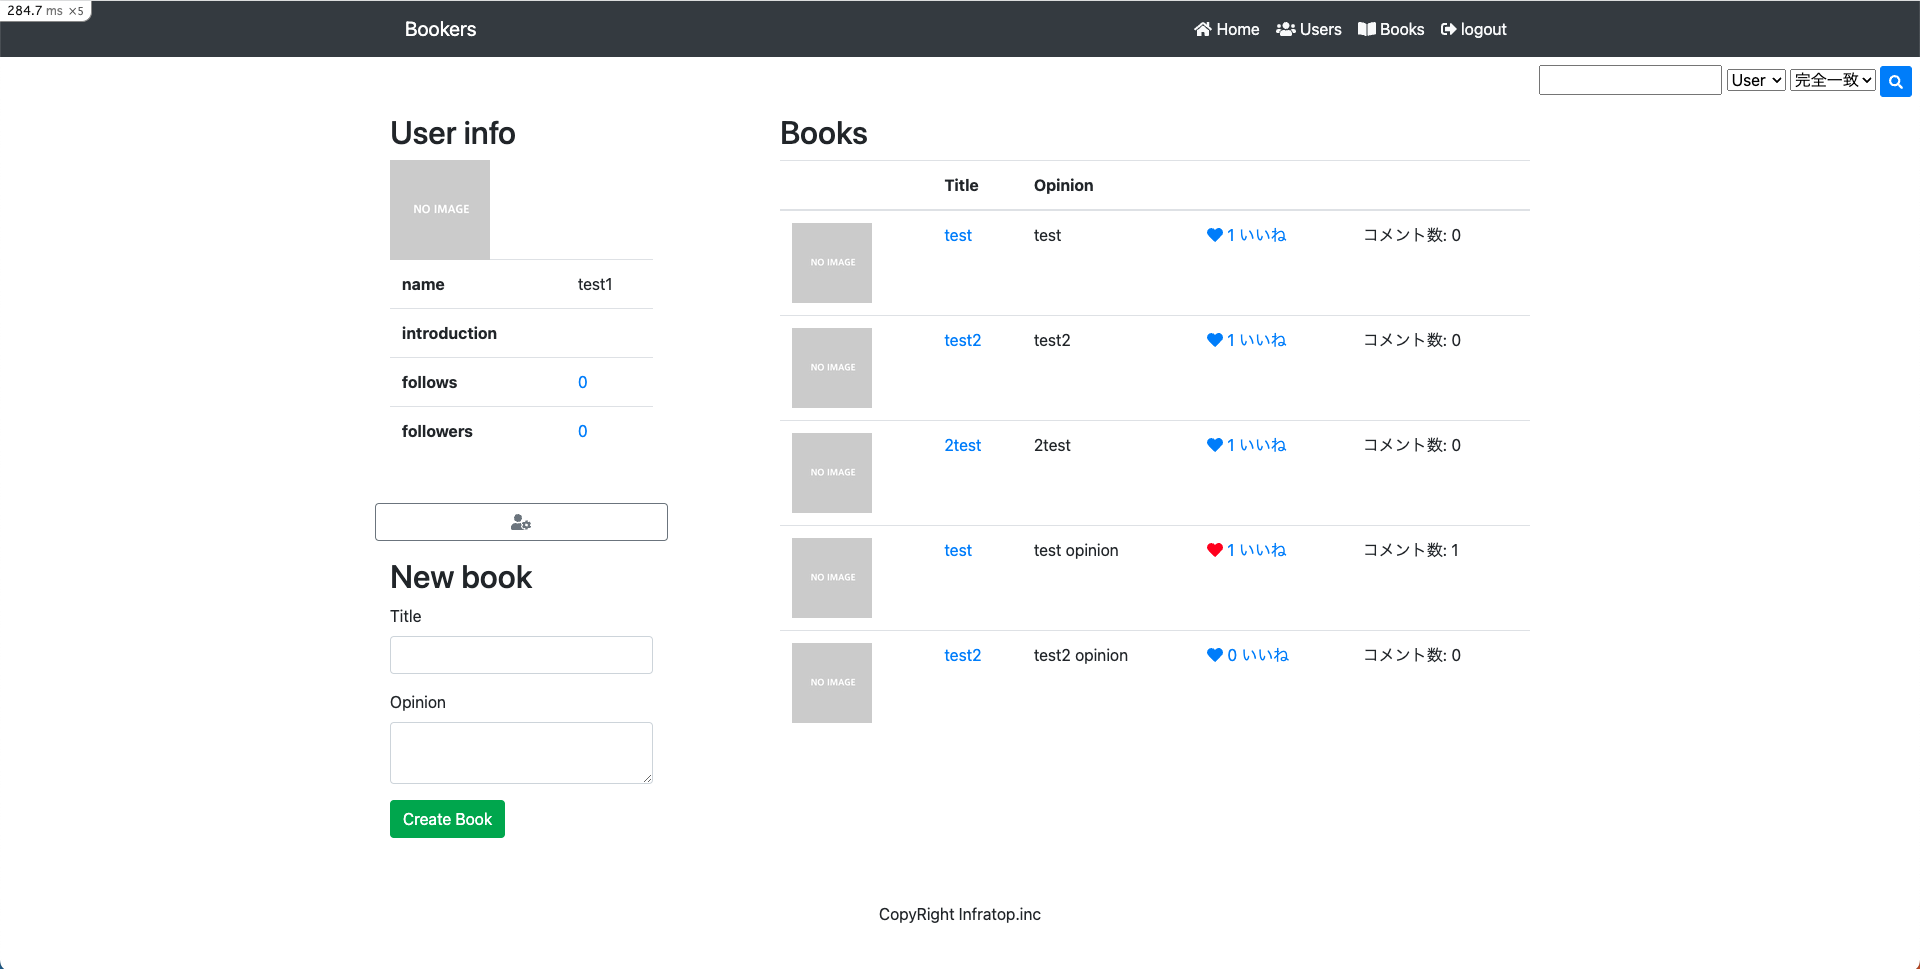 284.7 ms ×5
Bookers Home Users Books logout
User 完全一致
User info
NO IMAGE
name test1
introduction
follows 0
followers 0
New book
Title
Opinion
Create Book
Books
Title Opinion
NO IMAGE test test 1 いいね コメント数: 0
NO IMAGE test2 test2 1 いいね コメント数: 0
NO IMAGE 2test 2test 1 いいね コメント数: 0
NO IMAGE test test opinion 1 いいね コメント数: 1
NO IMAGE test2 test2 opinion 0 いいね コメント数: 0
CopyRight Infratop.inc